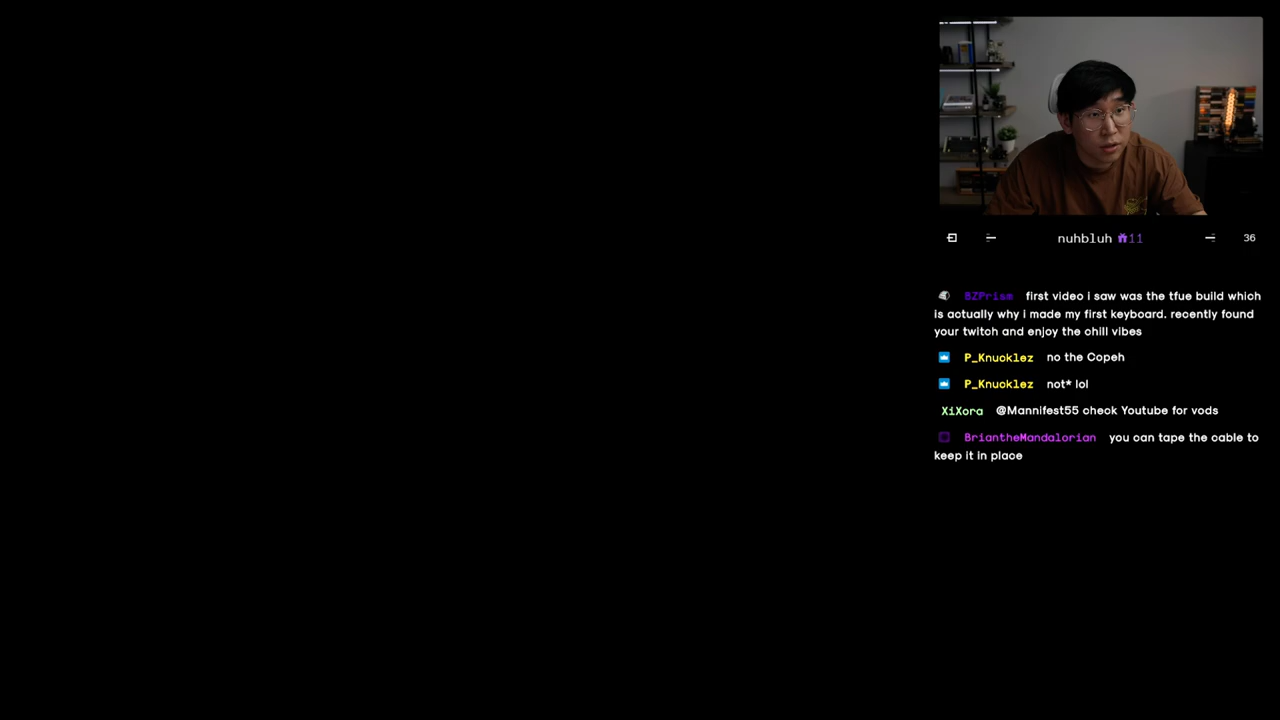 nuhbluh 11
36
BZPrism first video i saw was the tfue build which
is actually why i made my first keyboard. recently found
your twitch and enjoy the chill vibes
P_Knucklez no the Copeh
P_Knucklez not* lol
XiXora @Mannifest55 check Youtube for vods
BriantheMandalorian you can tape the cable to
keep it in place